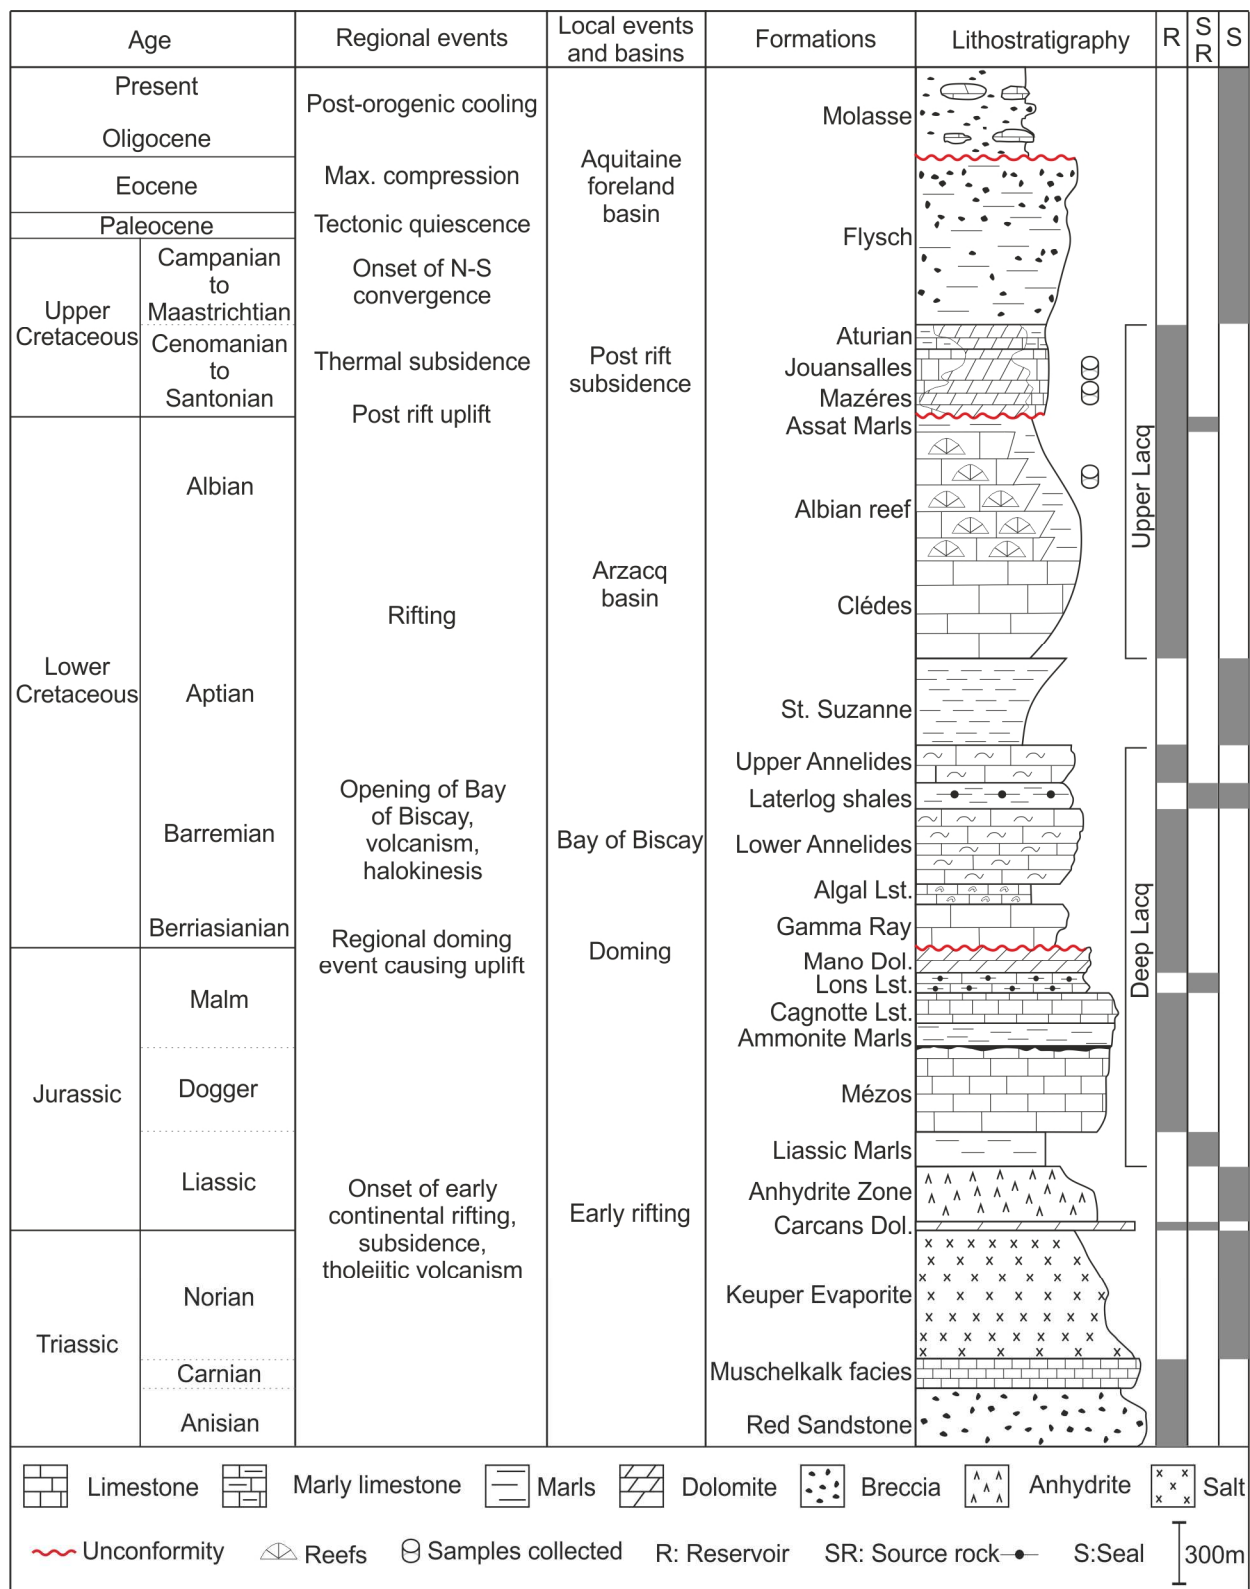 Age
Regional events
Local events
and basins
Formations
Lithostratigraphy
R
S
R
S
Present
Oligocene
Eocene
Paleocene
Upper
Cretaceous
Campanian
to
Maastrichtian
Cenomanian
to
Santonian
Lower
Cretaceous
Albian
Aptian
Barremian
Berriasianian
Jurassic
Malm
Dogger
Liassic
Triassic
Norian
Carnian
Anisian
Post-orogenic cooling
Max. compression
Tectonic quiescence
Onset of N-S
convergence
Thermal subsidence
Post rift uplift
Rifting
Opening of Bay
of Biscay,
volcanism,
halokinesis
Regional doming
event causing uplift
Onset of early
continental rifting,
subsidence,
tholeiitic volcanism
Aquitaine
foreland
basin
Post rift
subsidence
Arzacq
basin
Bay of Biscay
Doming
Early rifting
Molasse
Flysch
Aturian
Jouansalles
Mazéres
Assat Marls
Albian reef
Clédes
St. Suzanne
Upper Annelides
Laterlog shales
Lower Annelides
Algal Lst.
Gamma Ray
Mano Dol.
Lons Lst.
Cagnotte Lst.
Ammonite Marls
Mézos
Liassic Marls
Anhydrite Zone
Carcans Dol.
Keuper Evaporite
Muschelkalk facies
Red Sandstone
Upper Lacq
Deep Lacq
Limestone
Marly limestone
Marls
Dolomite
Breccia
Anhydrite
Salt
Unconformity
Reefs
Samples collected
R: Reservoir
SR: Source rock
S:Seal
300m